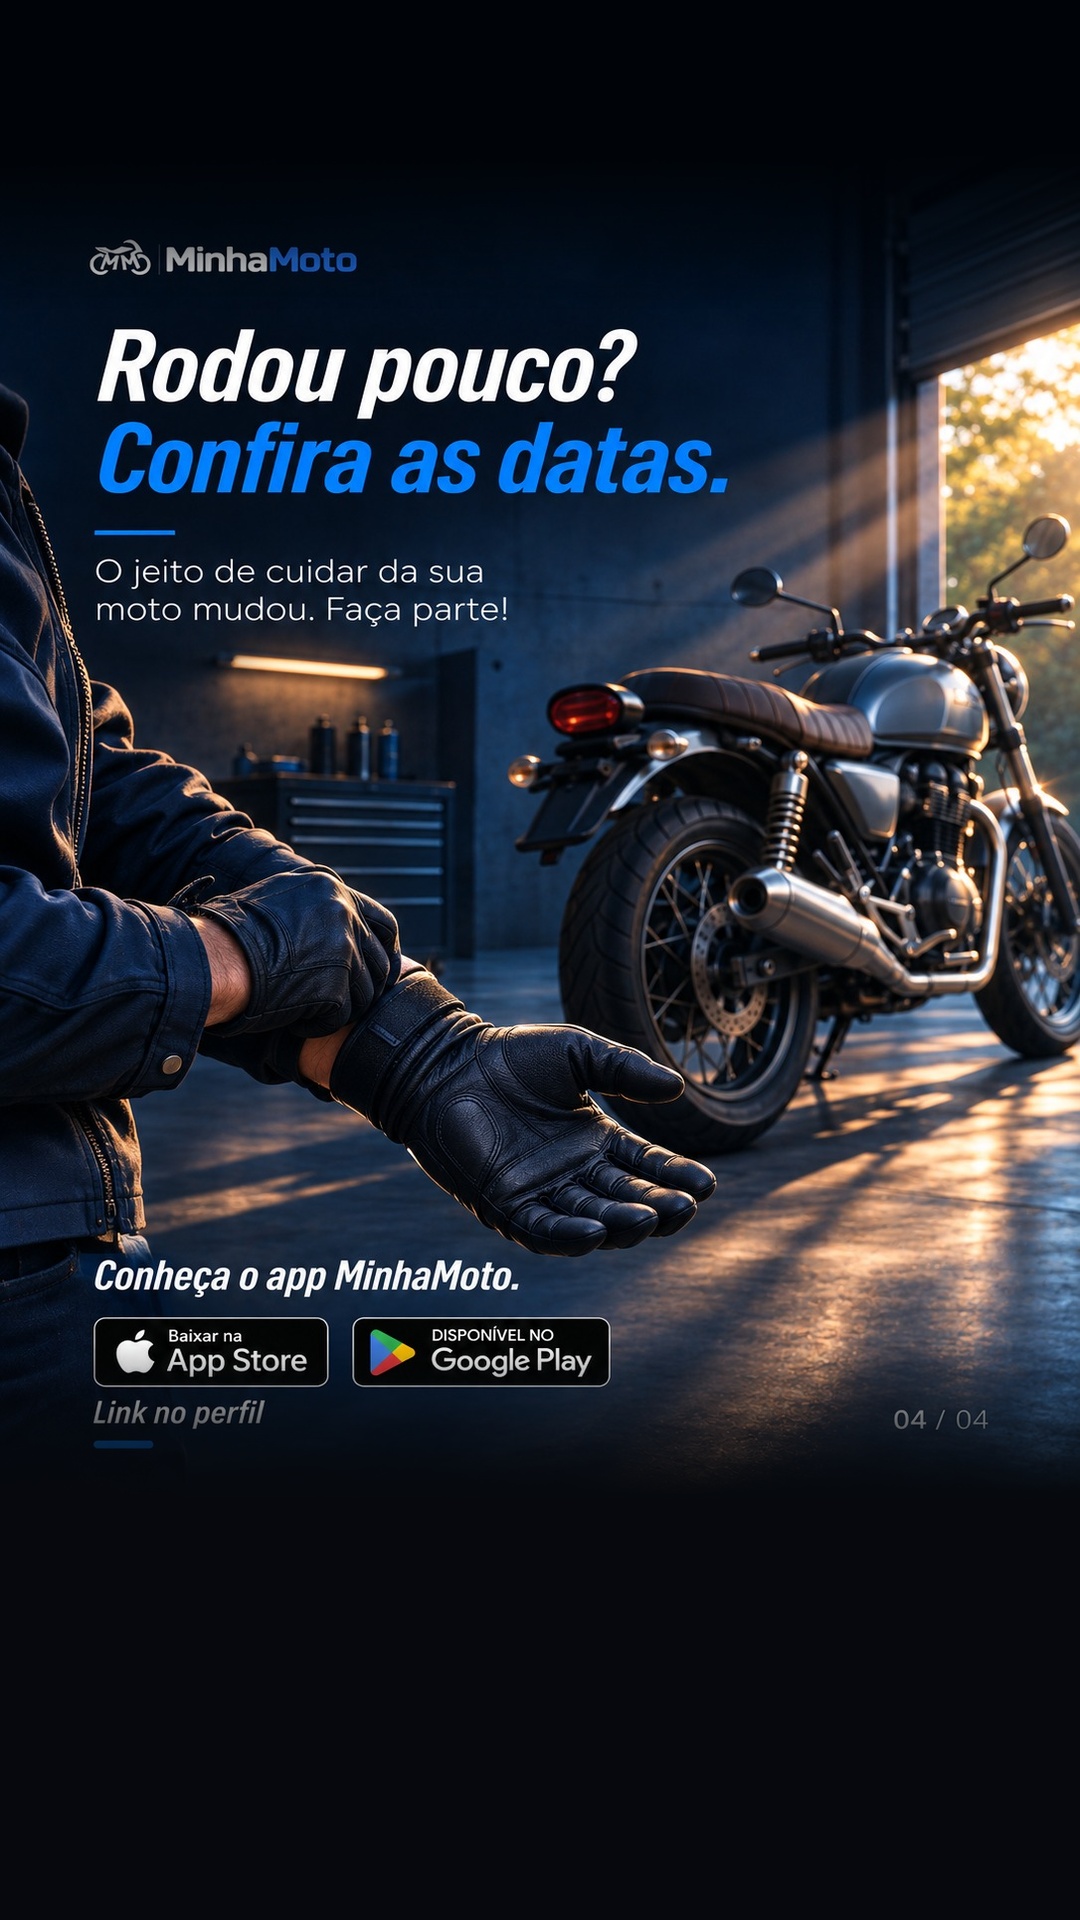 MM MinhaMoto
Rodou pouco?
Confira as datas.
O jeito de cuidar da sua
moto mudou. Faça parte!
Conheça o app MinhaMoto.
Baixar na
App Store
DISPONÍVEL NO
Google Play
Link no perfil
04 / 04